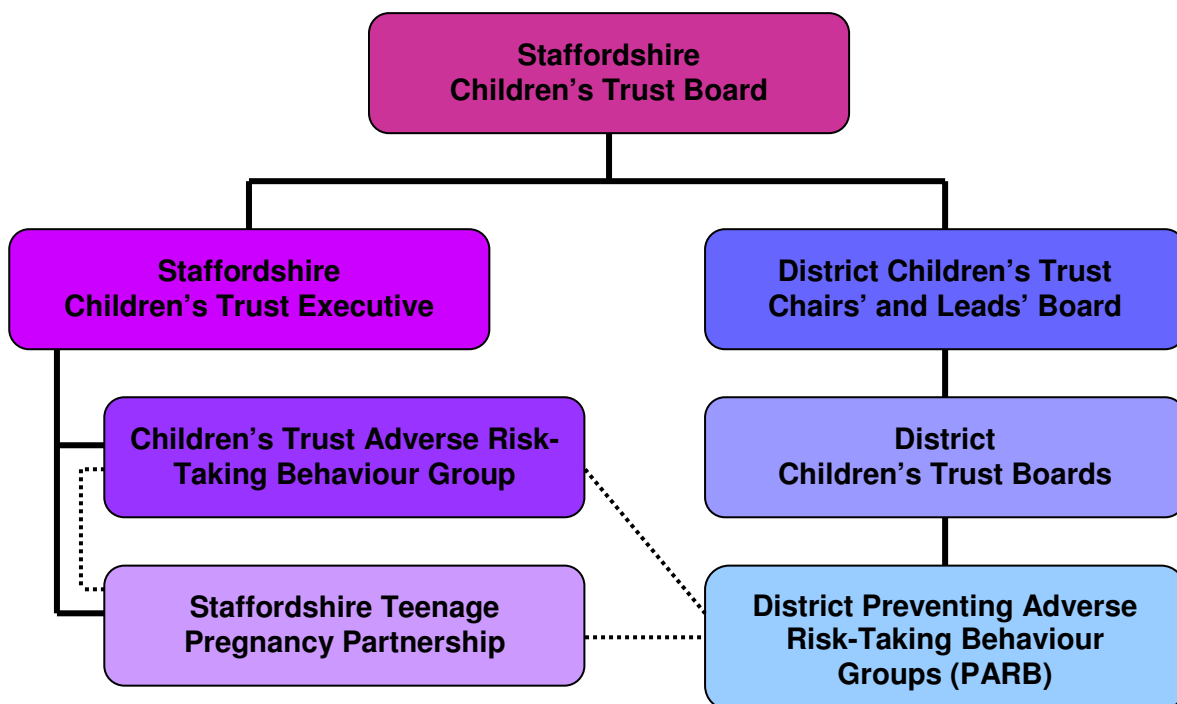 Staffordshire
Children’s Trust Board
Staffordshire
Children’s Trust Executive
District Children’s Trust
Chairs’ and Leads’ Board
Children’s Trust Adverse Risk-
Taking Behaviour Group
District
Children’s Trust Boards
Staffordshire Teenage
Pregnancy Partnership
District Preventing Adverse
Risk-Taking Behaviour
Groups (PARB)